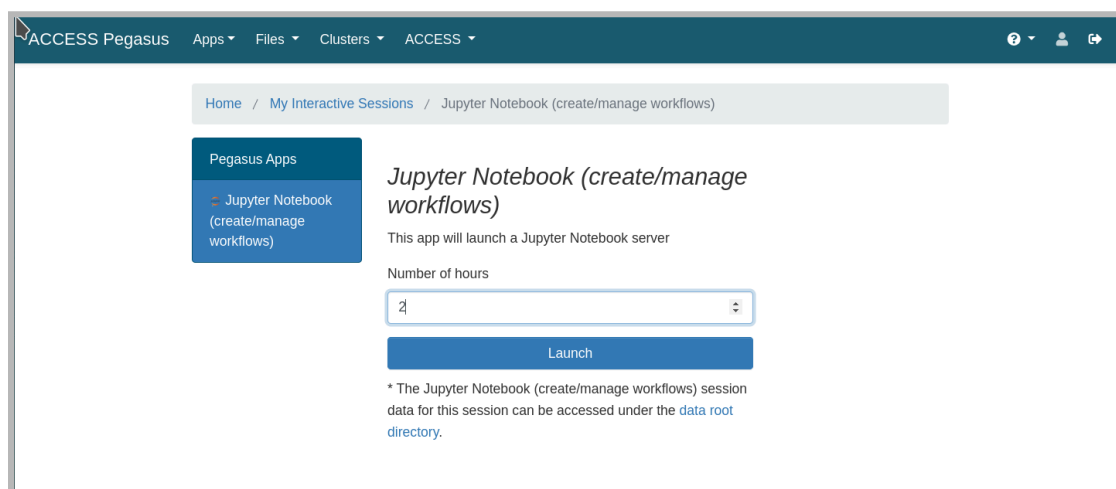 ACCESS Pegasus Apps Files Clusters ACCESS
Home / My Interactive Sessions / Jupyter Notebook (create/manage workflows)
Pegasus Apps
Jupyter Notebook
(create/manage
workflows)
Jupyter Notebook (create/manage
workflows)
This app will launch a Jupyter Notebook server
Number of hours
2
Launch
* The Jupyter Notebook (create/manage workflows) session
data for this session can be accessed under the data root
directory.